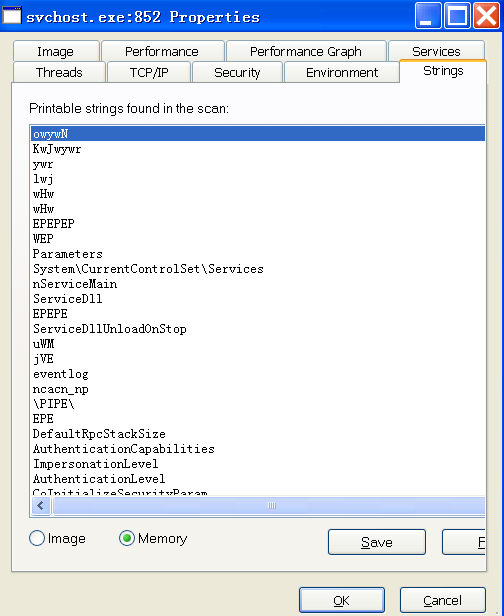 svchost.exe:852 Properties
Image Performance Performance Graph Services
Threads TCP/IP Security Environment Strings
Printable strings found in the scan:
owywN
KwJwywr
ywr
lwj
wHw
wHw
EPEPEP
WEP
Parameters
System\CurrentControlSet\Services
nServiceMain
ServiceDll
EPEPE
ServiceDllUnloadOnStop
uWM
jVE
eventlog
ncacn_np
\PIPE\
EPE
DefaultRpcStackSize
AuthenticationCapabilities
ImpersonationLevel
AuthenticationLevel
CoInitializeSecurityParam
Image Memory Save F
OK Cancel